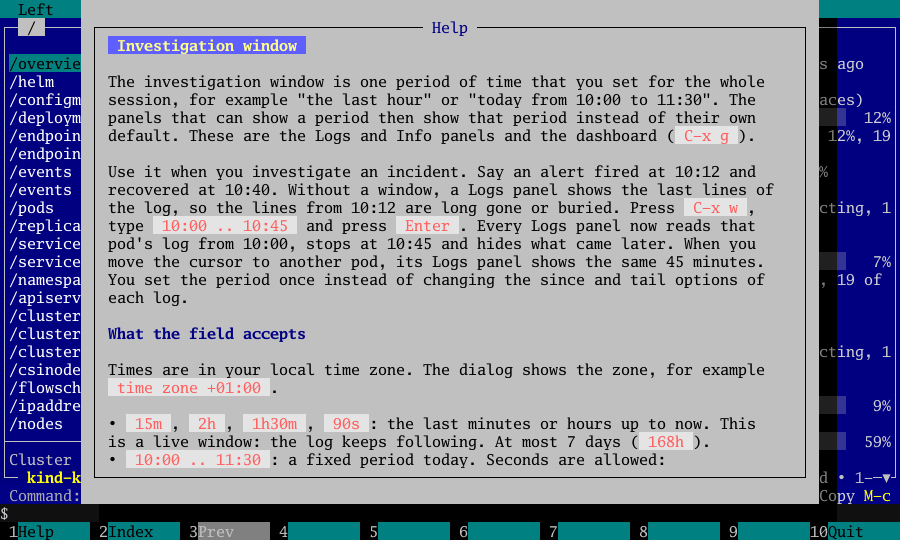 Left
/
Help
Investigation window
The investigation window is one period of time that you set for the whole
session, for example "the last hour" or "today from 10:00 to 11:30". The
panels that can show a period then show that period instead of their own
default. These are the Logs and Info panels and the dashboard ( C-x g ).
Use it when you investigate an incident. Say an alert fired at 10:12 and
recovered at 10:40. Without a window, a Logs panel shows the last lines of
the log, so the lines from 10:12 are long gone or buried. Press C-x w ,
type 10:00 .. 10:45 and press Enter . Every Logs panel now reads that
pod's log from 10:00, stops at 10:45 and hides what came later. When you
move the cursor to another pod, its Logs panel shows the same 45 minutes.
You set the period once instead of changing the since and tail options of
each log.
What the field accepts
Times are in your local time zone. The dialog shows the zone, for example
time zone +01:00 .
• 15m , 2h , 1h30m , 90s : the last minutes or hours up to now. This
is a live window: the log keeps following. At most 7 days ( 168h ).
• 10:00 .. 11:30 : a fixed period today. Seconds are allowed:
/overvie
/helm
/configm
/deploym
/endpoin
/endpoin
/events
/events
/pods
/replica
/service
/service
/namespa
/apiserv
/cluster
/cluster
/cluster
/csinode
/flowsch
/ipaddre
/nodes
Cluster
kind-k
Command:
s ago
aces)
12%
12%, 19
%
cting, 1
7%
, 19 of
cting, 1
9%
59%
d • 1-─▼
Copy M-c
$
1Help 2Index 3Prev 4 5 6 7 8 9 10Quit